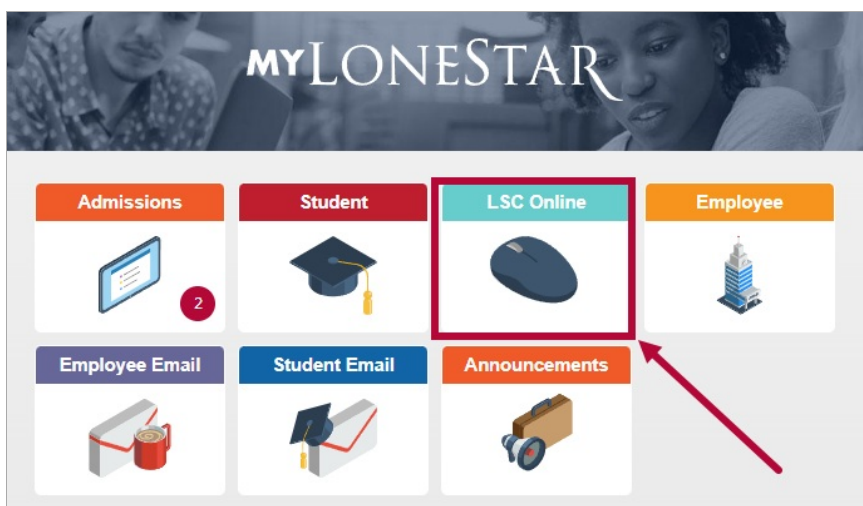 MYLONESTAR
Admissions
Student
LSC Online
Employee
2
Employee Email
Student Email
Announcements